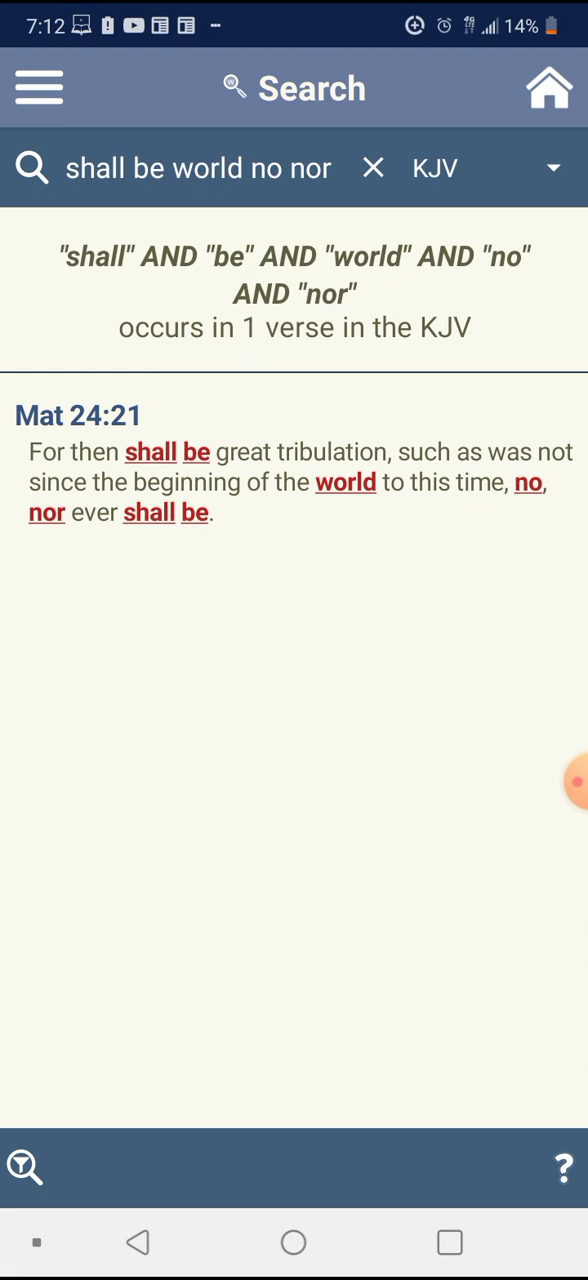 7:12 14%
Search
shall be world no nor KJV
"shall" AND "be" AND "world" AND "no"
AND "nor"
occurs in 1 verse in the KJV
Mat 24:21
For then shall be great tribulation, such as was not
since the beginning of the world to this time, no,
nor ever shall be.
?